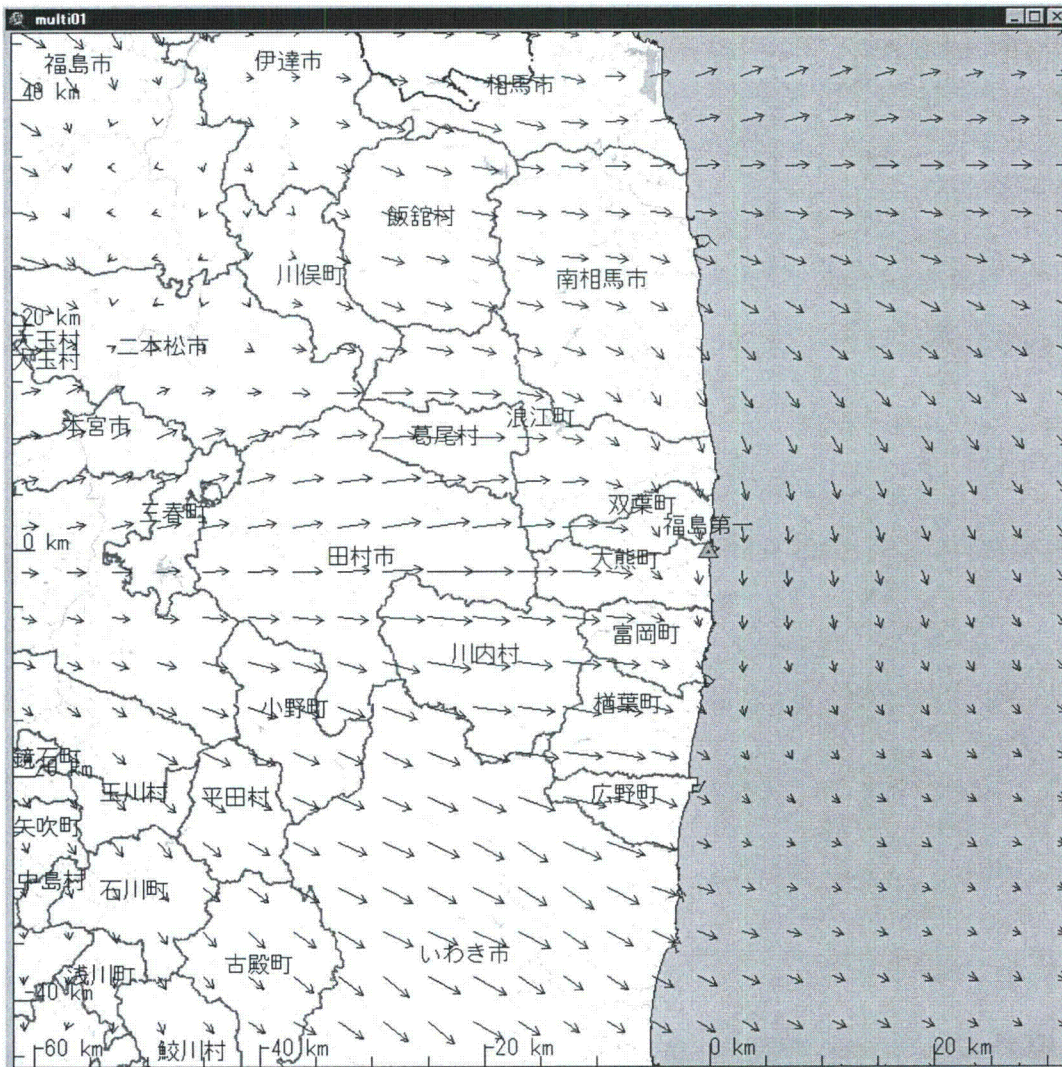 multi01
福島市
伊達市
相馬市
40 km
飯舘村
川俣町
南相馬市
20 km
大玉村
二本松市
大玉村
浪江町
本宮市
葛尾村
双葉町
三春町
福島第一
0 km
田村市
大熊町
富岡町
川内村
小野町
楢葉町
鏡石町
-20 km
玉川村
平田村
広野町
矢吹町
中島村
石川町
いわき市
浅川町
古殿町
-40 km
鮫川村
-60 km
-40 km
-20 km
0 km
20 km